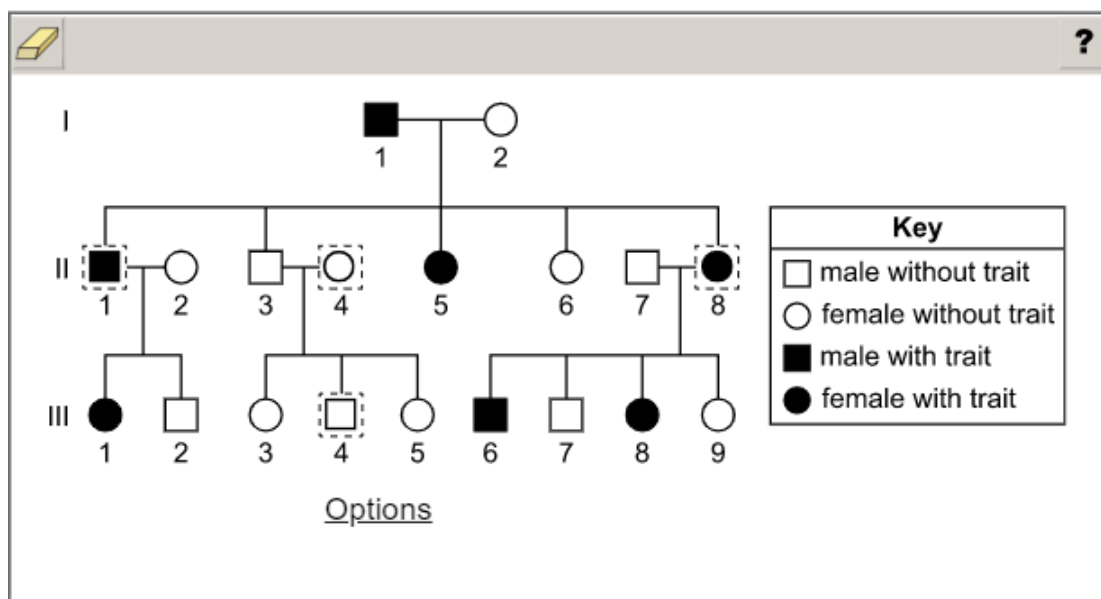 ?
I
1 2
II
1 2 3 4 5 6 7 8
III
1 2 3 4 5 6 7 8 9
Options
Key
male without trait
female without trait
male with trait
female with trait